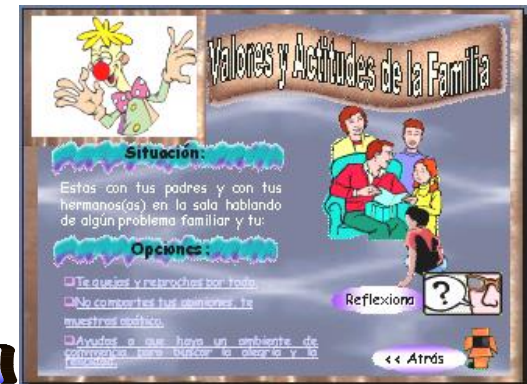 Valores y Actitudes de la Familia
Situación:
Estas con tus padres y con tus
hermanos(as) en la sala hablando
de algún problema familiar y tu:
Opciones:
Te quejas y reprochas por todo.
No compartes tus opiniones, te
muestras apático.
Ayudas a que haya un ambiente de
convivencia para buscar la alegría y la
felicidad.
Reflexiona
?
<< Atrás